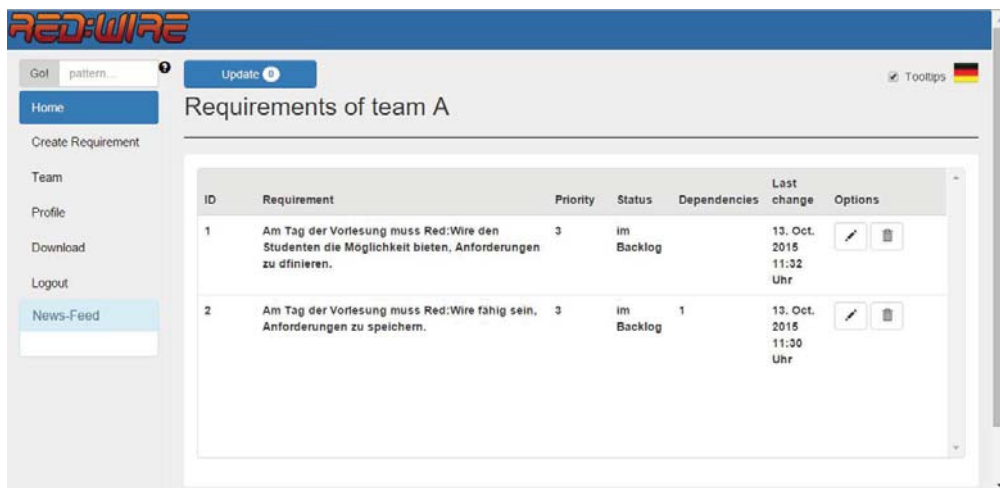 RED:WIRE
Go! pattern...
Update 0
Tooltips
Home
Create Requirement
Team
Profile
Download
Logout
News-Feed
Requirements of team A
ID Requirement Priority Status Dependencies Last change Options
1 Am Tag der Vorlesung muss Red:Wire den 3 im 13. Oct.
Studenten die Möglichkeit bieten, Anforderungen Backlog 2015
zu dfinieren. 11:32
Uhr
2 Am Tag der Vorlesung muss Red:Wire fähig sein, 3 im 1 13. Oct.
Anforderungen zu speichern. Backlog 2015
11:30
Uhr